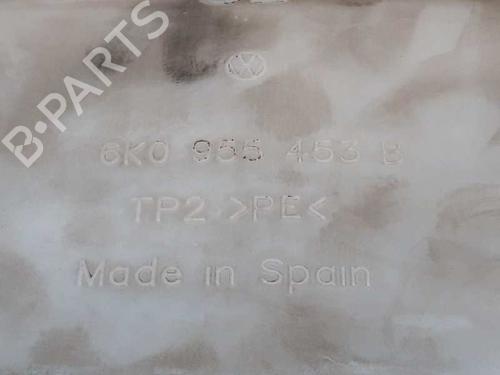 B-PARTS
6K0 955 453 B
TP2 >PE<
Made in Spain